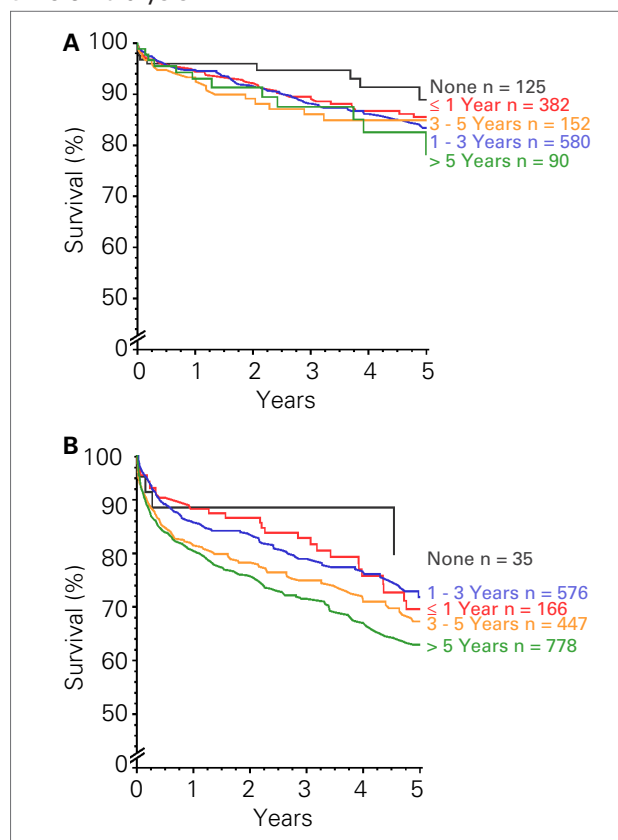 A
100
90
80
70
60
50
0
Survival (%)
None n = 125
≤ 1 Year n = 382
3 - 5 Years n = 152
1 - 3 Years n = 580
> 5 Years n = 90
0 1 2 3 4 5
Years
B
100
90
80
70
60
50
0
Survival (%)
None n = 35
1 - 3 Years n = 576
≤ 1 Year n = 166
3 - 5 Years n = 447
> 5 Years n = 778
0 1 2 3 4 5
Years